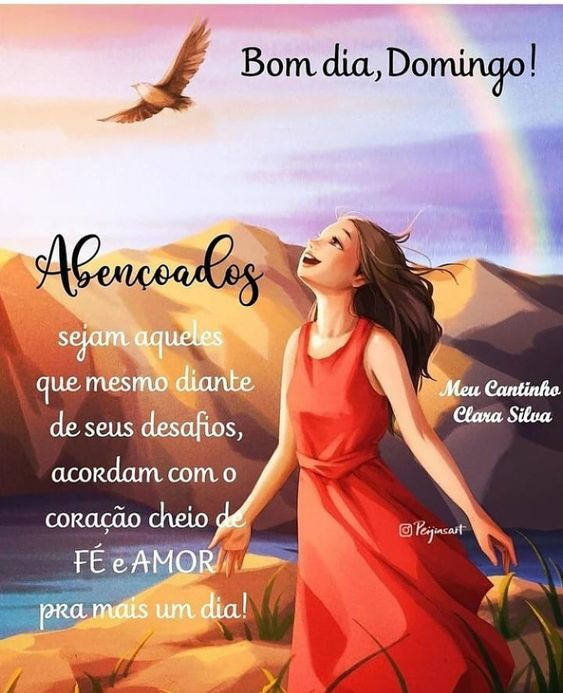 Bom dia, Domingo!
Abençoados
sejam aqueles
que mesmo diante
de seus desafios,
acordam com o
coração cheio de
FÉ e AMOR
pra mais um dia!
Meu Cantinho
Clara Silva
Peijinsart